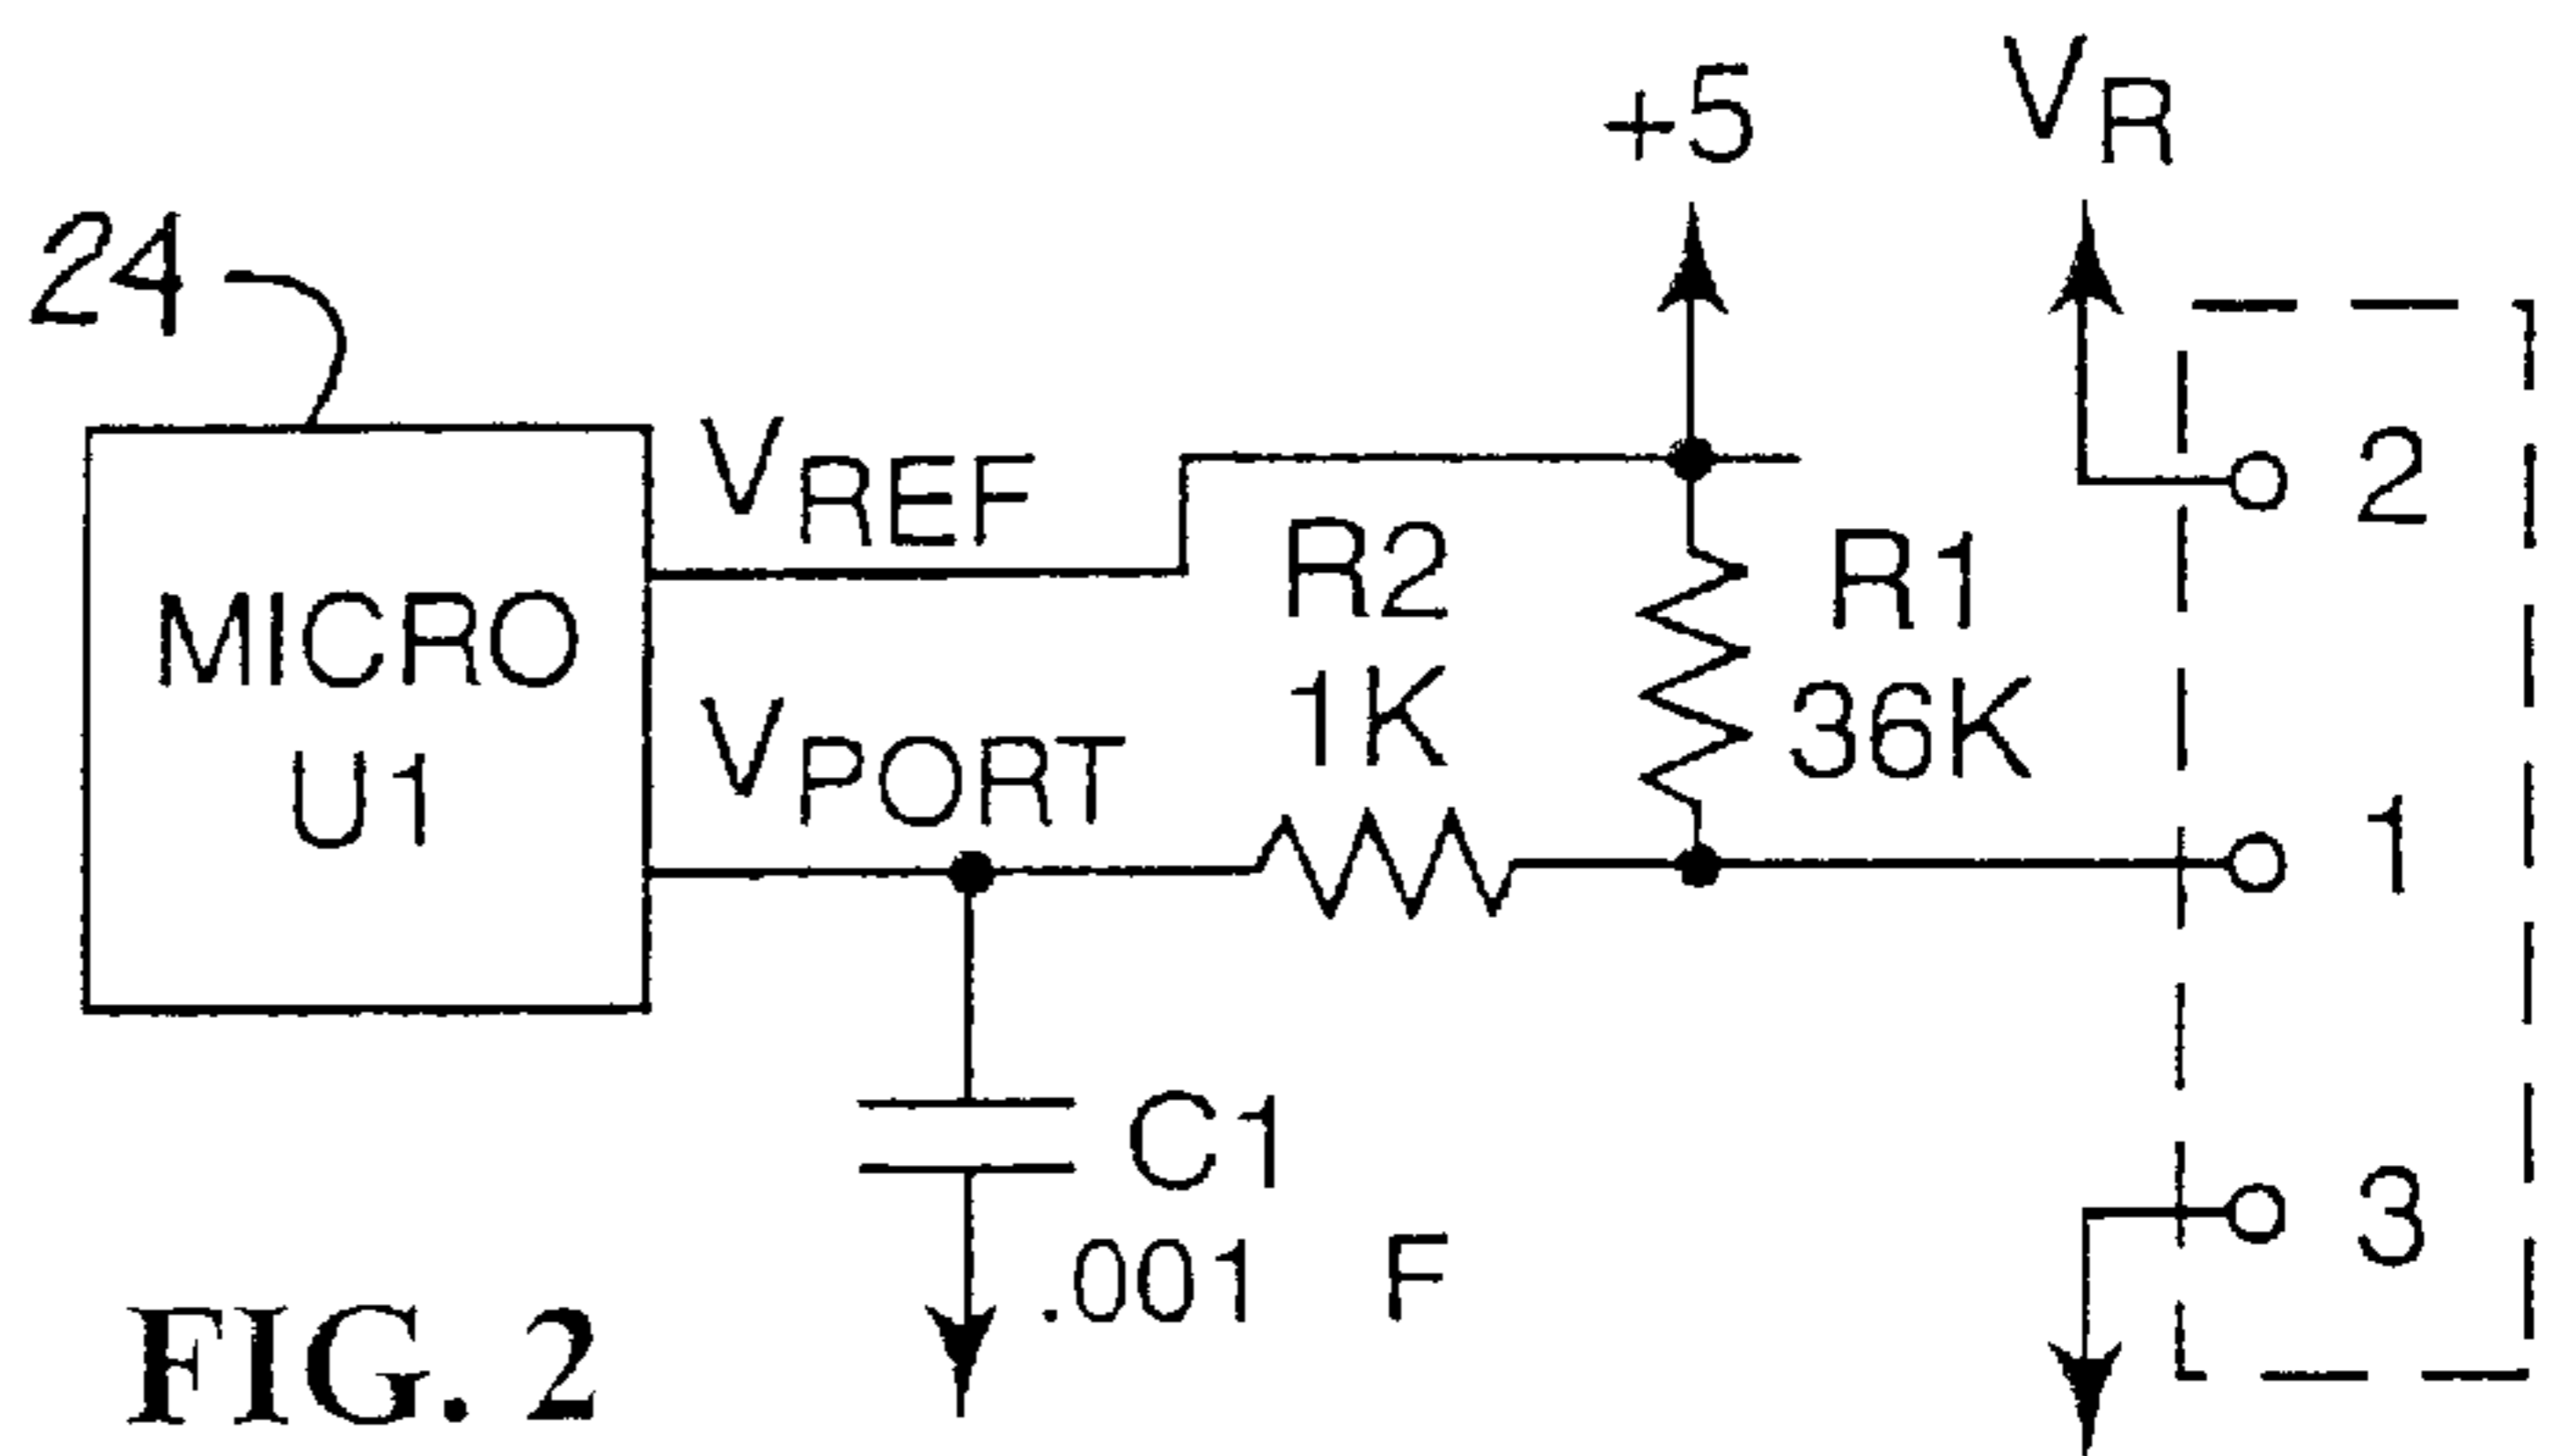 +5
VR
24
VREF
2
R2
1K
R1
36K
MICRO
U1
VPORT
1
C1
.001 F
3
FIG. 2